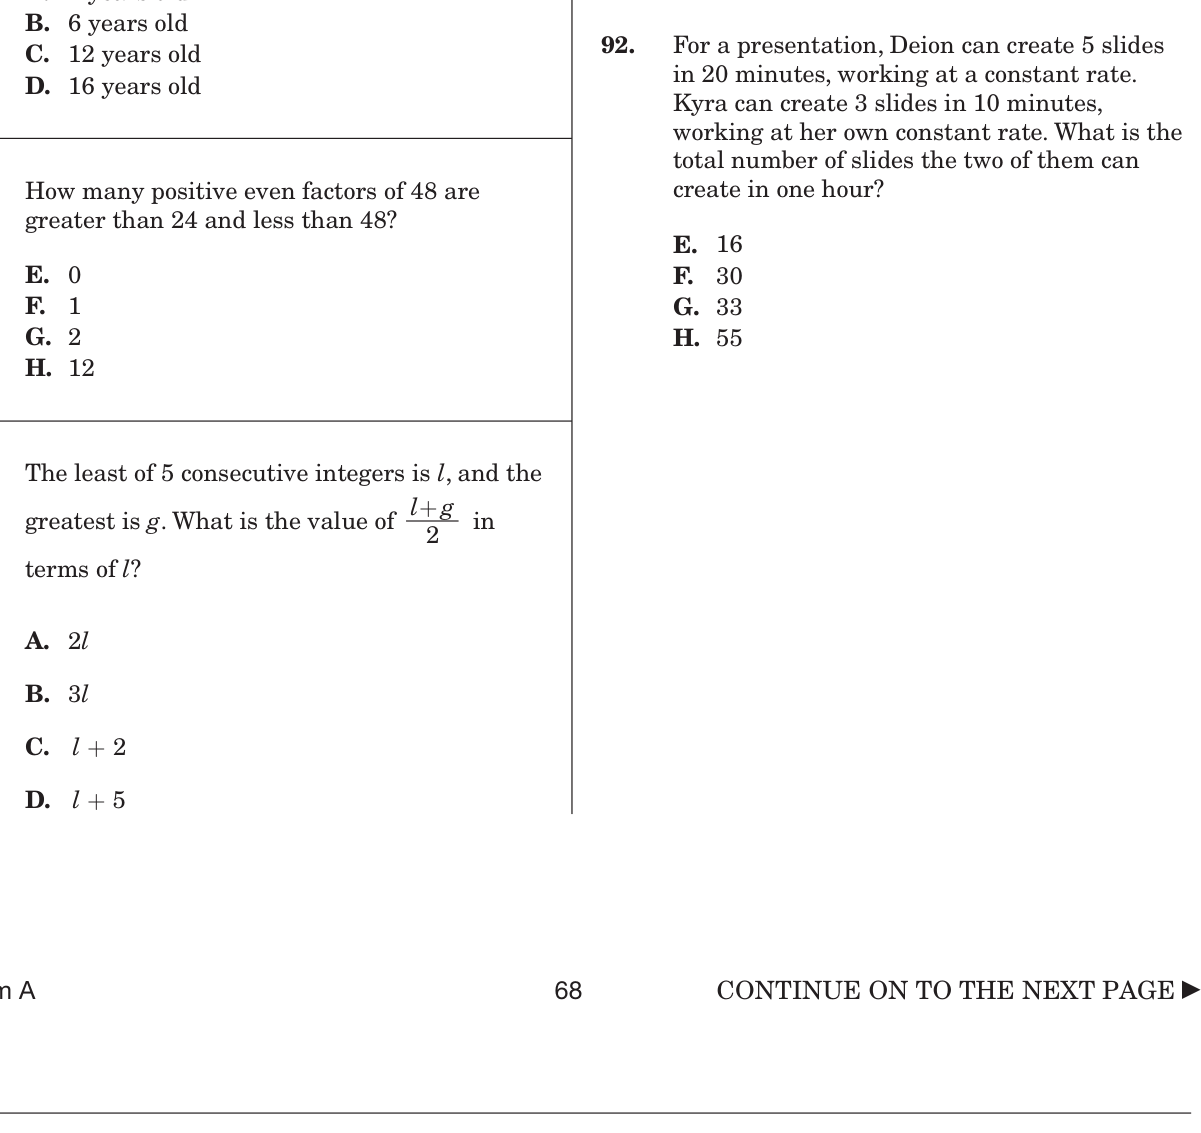 B. 6 years old
C. 12 years old
D. 16 years old
How many positive even factors of 48 are
greater than 24 and less than 48?
E. 0
F. 1
G. 2
H. 12
The least of 5 consecutive integers is l, and the
greatest is g. What is the value of (l+g)/2 in
terms of l?
A. 2l
B. 3l
C. l + 2
D. l + 5
92. For a presentation, Deion can create 5 slides
in 20 minutes, working at a constant rate.
Kyra can create 3 slides in 10 minutes,
working at her own constant rate. What is the
total number of slides the two of them can
create in one hour?
E. 16
F. 30
G. 33
H. 55
A
68
CONTINUE ON TO THE NEXT PAGE ►